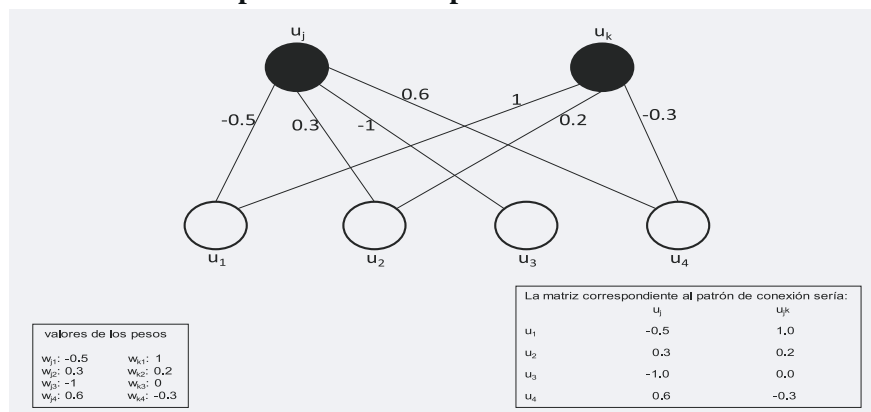 u_j u_k
0.6 1
-0.5 0.3 -1 0.2 -0.3
u_1 u_2 u_3 u_4
valores de los pesos
w_j1: -0.5 w_k1: 1
w_j2: 0.3 w_k2: 0.2
w_j3: -1 w_k3: 0
w_j4: 0.6 w_k4: -0.3
La matriz correspondiente al patrón de conexión sería:
u_j u_jk
u_1 -0.5 1.0
u_2 0.3 0.2
u_3 -1.0 0.0
u_4 0.6 -0.3